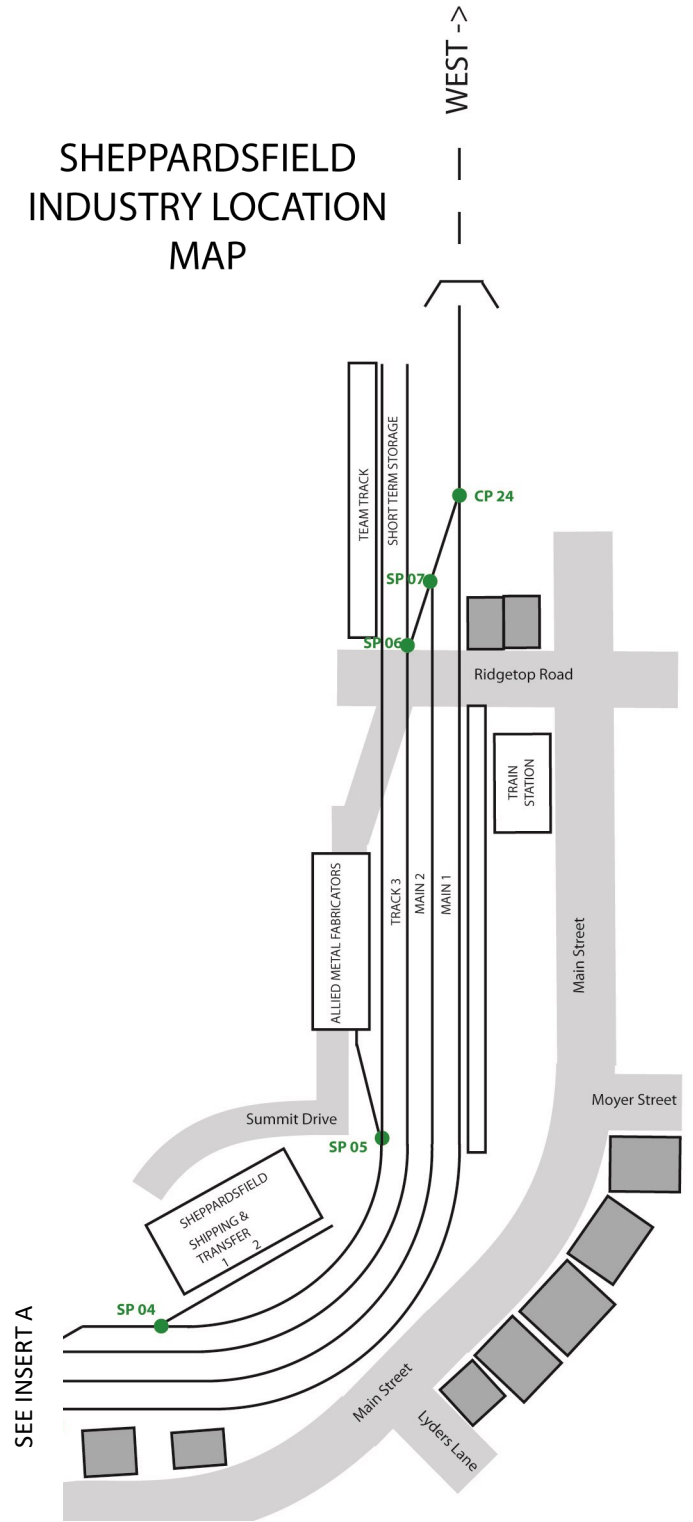 WEST ->
SHEPPARDSFIELD
INDUSTRY LOCATION
MAP
TEAM TRACK
SHORT TERM STORAGE
CP 24
SP 07
SP 06
Ridgetop Road
TRAIN
STATION
ALLIED METAL FABRICATORS
TRACK 3
MAIN 2
MAIN 1
Main Street
Moyer Street
Summit Drive
SP 05
SHEPPARDSFIELD
SHIPPING &
TRANSFER
1 2
SP 04
SEE INSERT A
Main Street
Lyders Lane